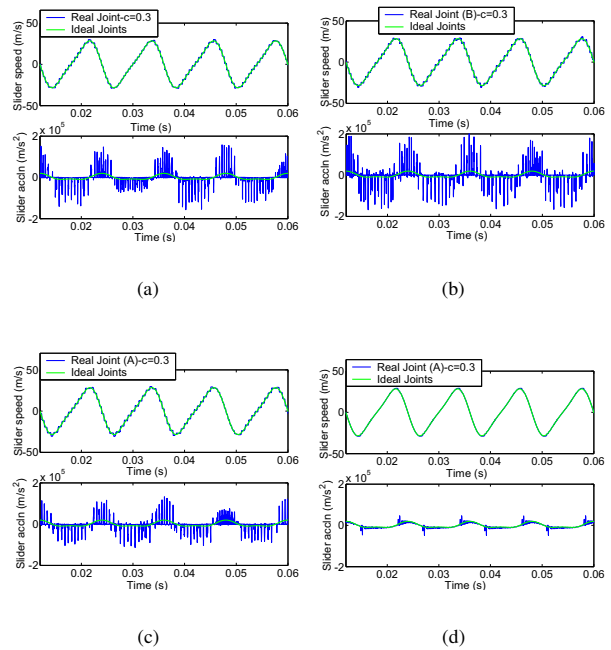 Real Joint-c=0.3
Ideal Joints
Slider speed (m/s)
50
0
-50
0.02 0.03 0.04 0.05 0.06
Time (s)
x 10^5
Slider accln (m/s²)
2
0
-2
0.02 0.03 0.04 0.05 0.06
Time (s)
(a)
Real Joint (B)-c=0.3
Ideal Joints
Slider speed (m/s)
50
0
-50
0.02 0.03 0.04 0.05 0.06
Time (s)
x 10^5
Slider accln (m/s²)
2
0
-2
0.02 0.03 0.04 0.05 0.06
Time (s)
(b)
Real Joint (A)-c=0.3
Ideal Joints
Slider speed (m/s)
50
0
-50
0.02 0.03 0.04 0.05 0.06
Time (s)
x 10^5
Slider accln (m/s²)
2
0
-2
0.02 0.03 0.04 0.05 0.06
Time (s)
(c)
Real Joint (A)-c=0.3
Ideal Joints
Slider speed (m/s)
50
0
-50
0.02 0.03 0.04 0.05 0.06
Time (s)
x 10^5
Slider accln (m/s²)
2
0
-2
0.02 0.03 0.04 0.05 0.06
Time (s)
(d)